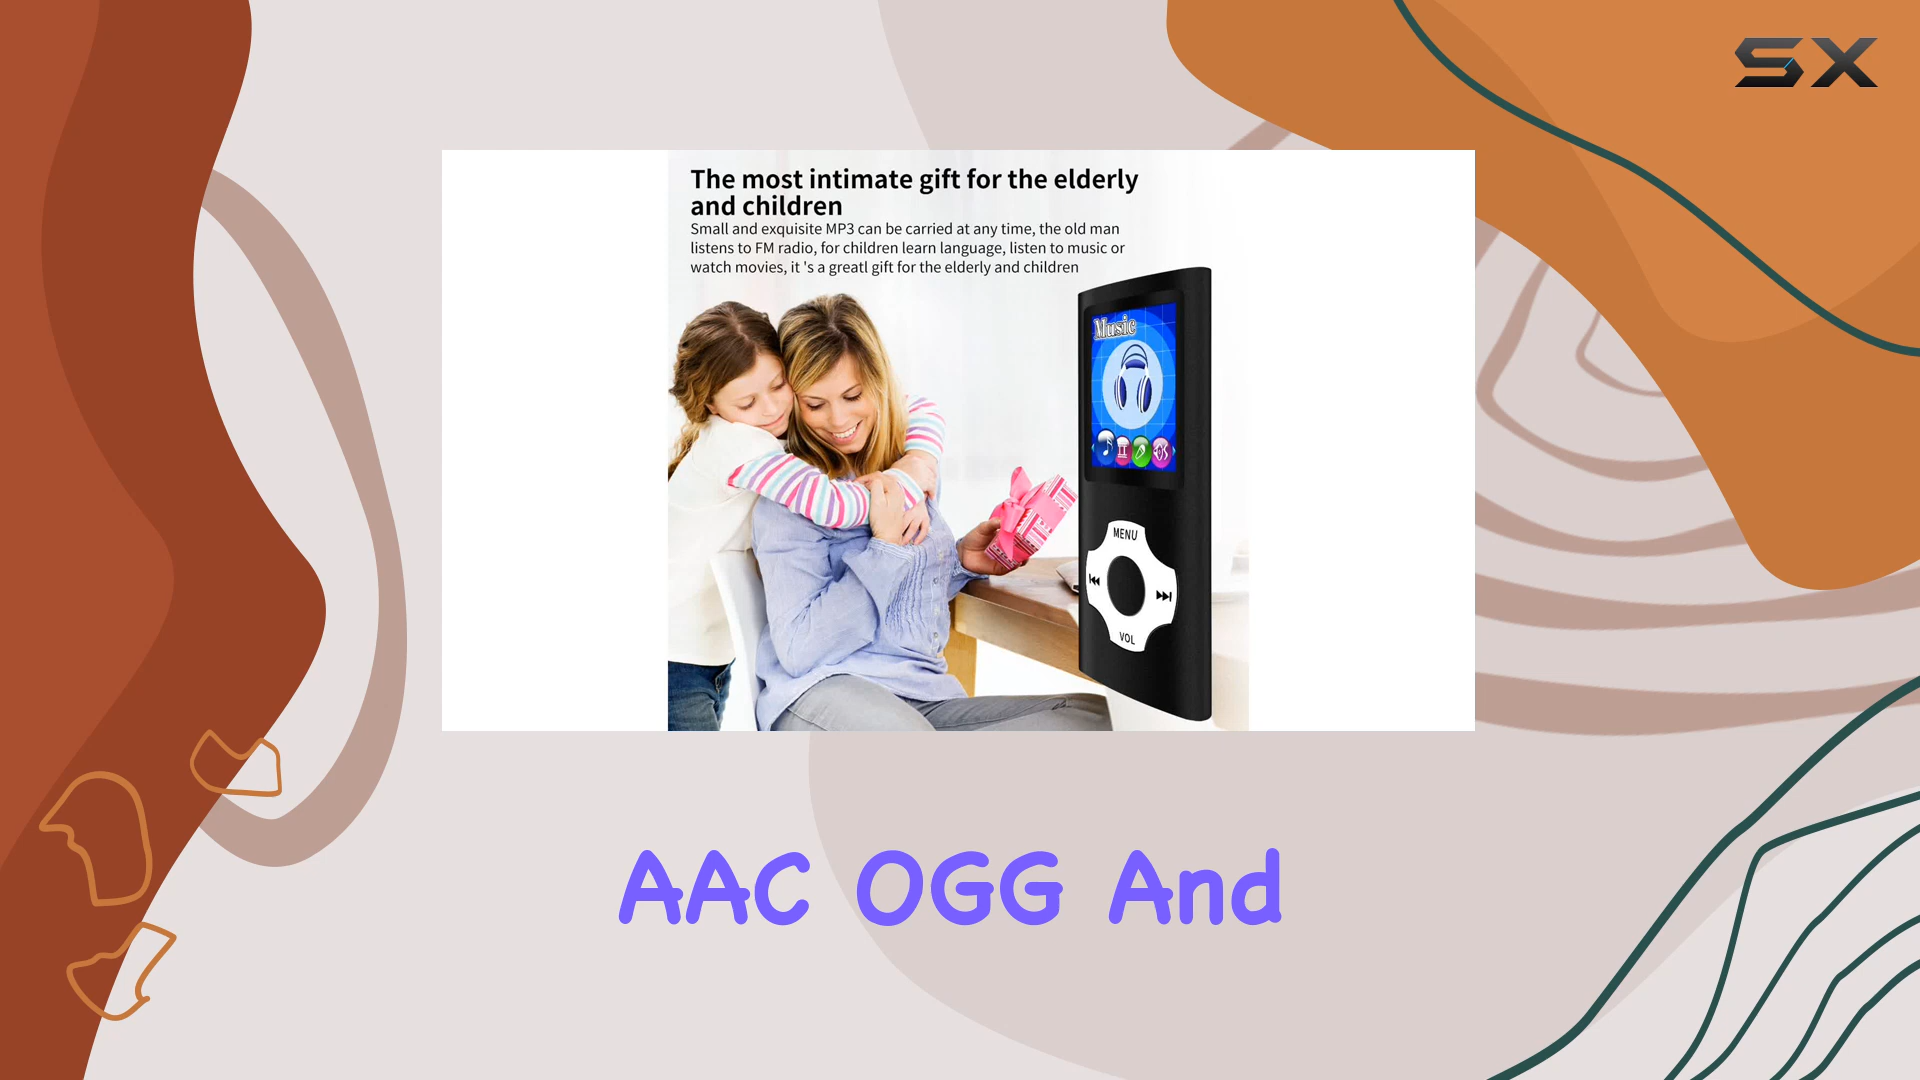 SX
The most intimate gift for the elderly
and children
Small and exquisite MP3 can be carried at any time, the old man
listens to FM radio, for children learn language, listen to music or
watch movies, it 's a greatl gift for the elderly and children
Music
MENU
VOL
AAC OGG And